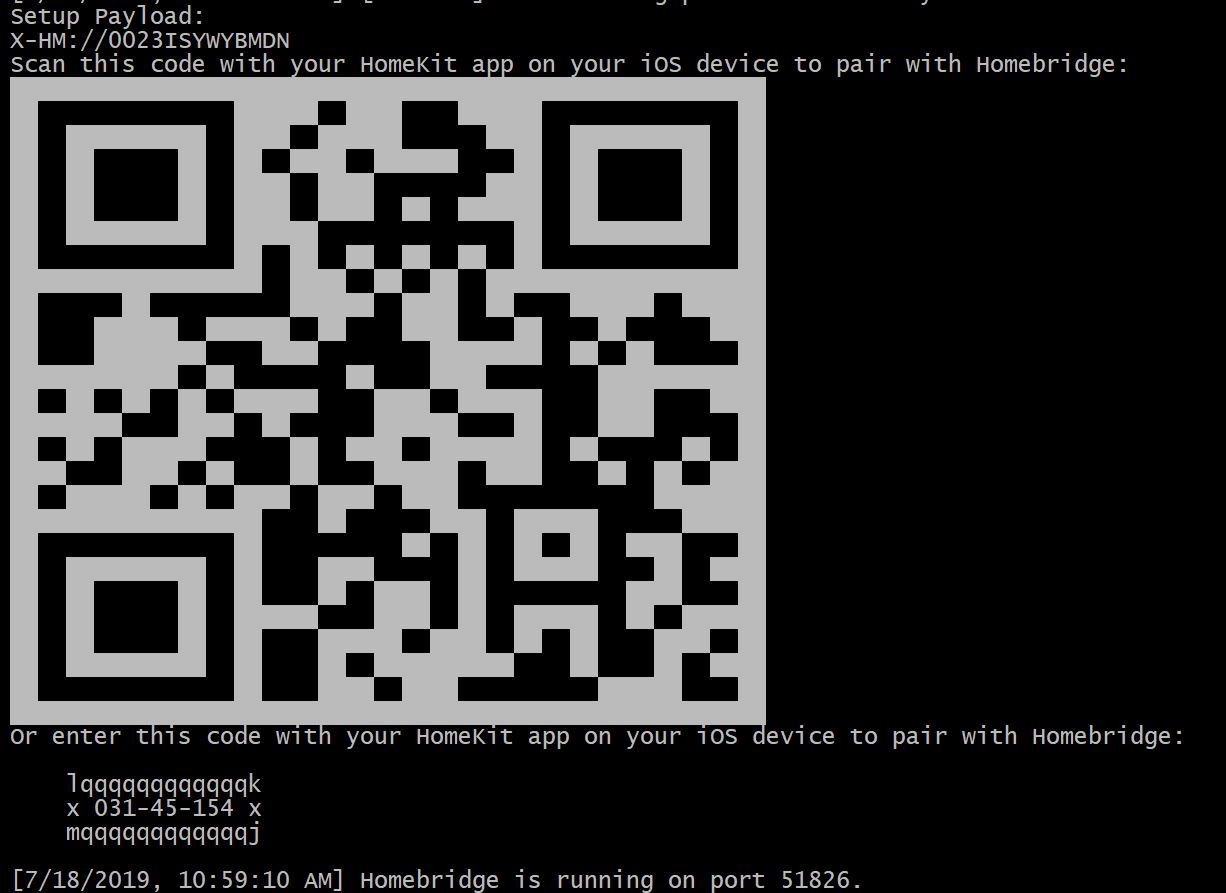 Setup Payload:
X-HM://0023ISYWYBMDN
Scan this code with your HomeKit app on your iOS device to pair with Homebridge:
Or enter this code with your HomeKit app on your iOS device to pair with Homebridge:
lqqqqqqqqqqqqk
x 031-45-154 x
mqqqqqqqqqqqqj
[7/18/2019, 10:59:10 AM] Homebridge is running on port 51826.